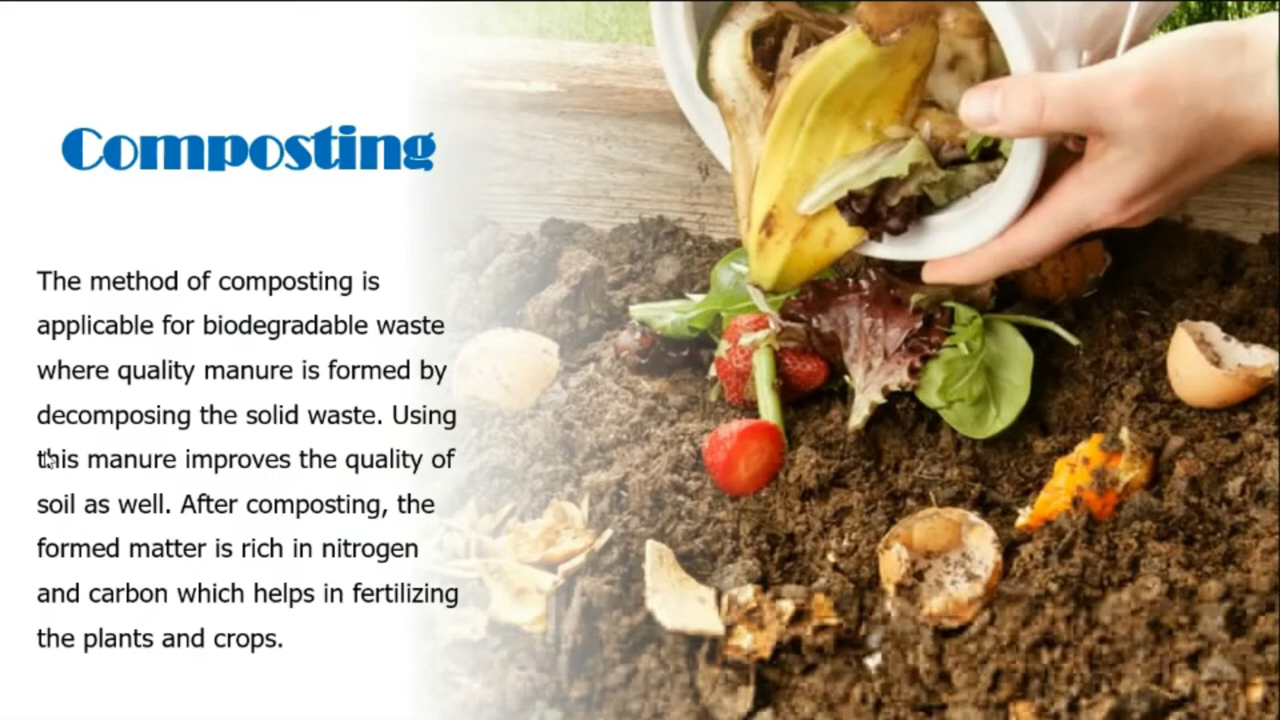 Composting
The method of composting is
applicable for biodegradable waste
where quality manure is formed by
decomposing the solid waste. Using
this manure improves the quality of
soil as well. After composting, the
formed matter is rich in nitrogen
and carbon which helps in fertilizing
the plants and crops.